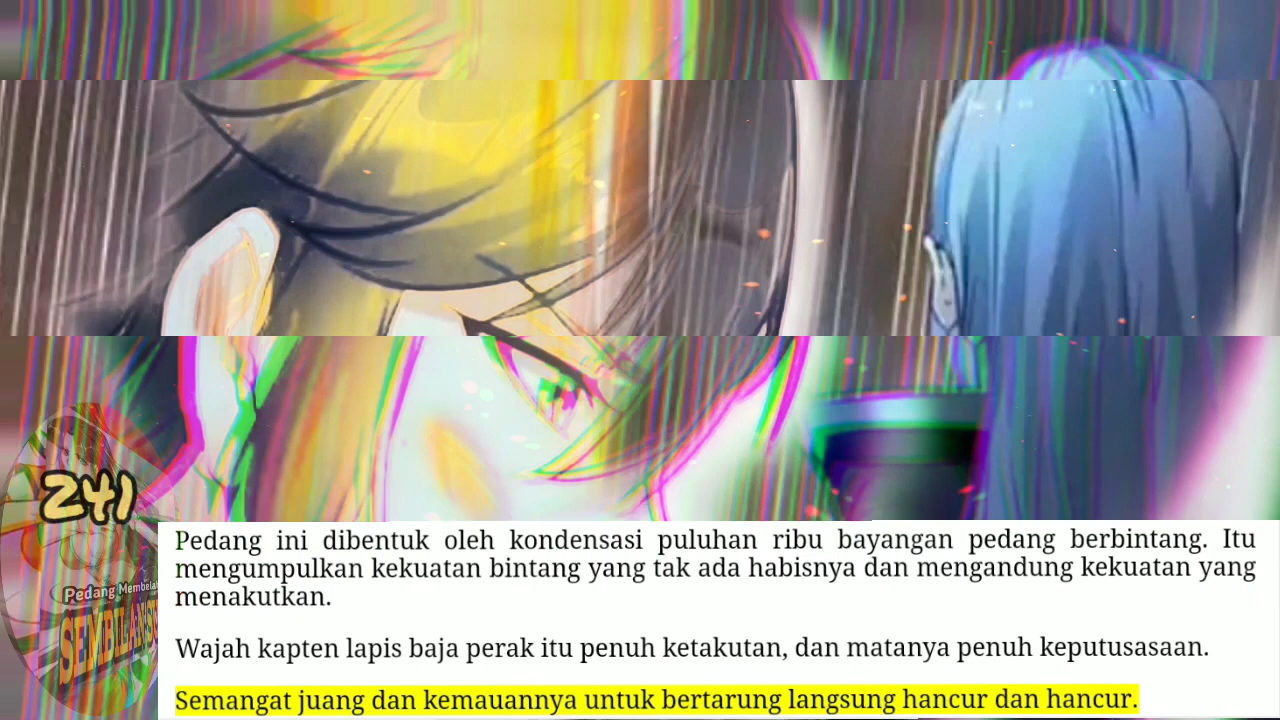 241
Pedang Membelah
SEMBILAN
Pedang ini dibentuk oleh kondensasi puluhan ribu bayangan pedang berbintang. Itu
mengumpulkan kekuatan bintang yang tak ada habisnya dan mengandung kekuatan yang
menakutkan.
Wajah kapten lapis baja perak itu penuh ketakutan, dan matanya penuh keputusasaan.
Semangat juang dan kemauannya untuk bertarung langsung hancur dan hancur.